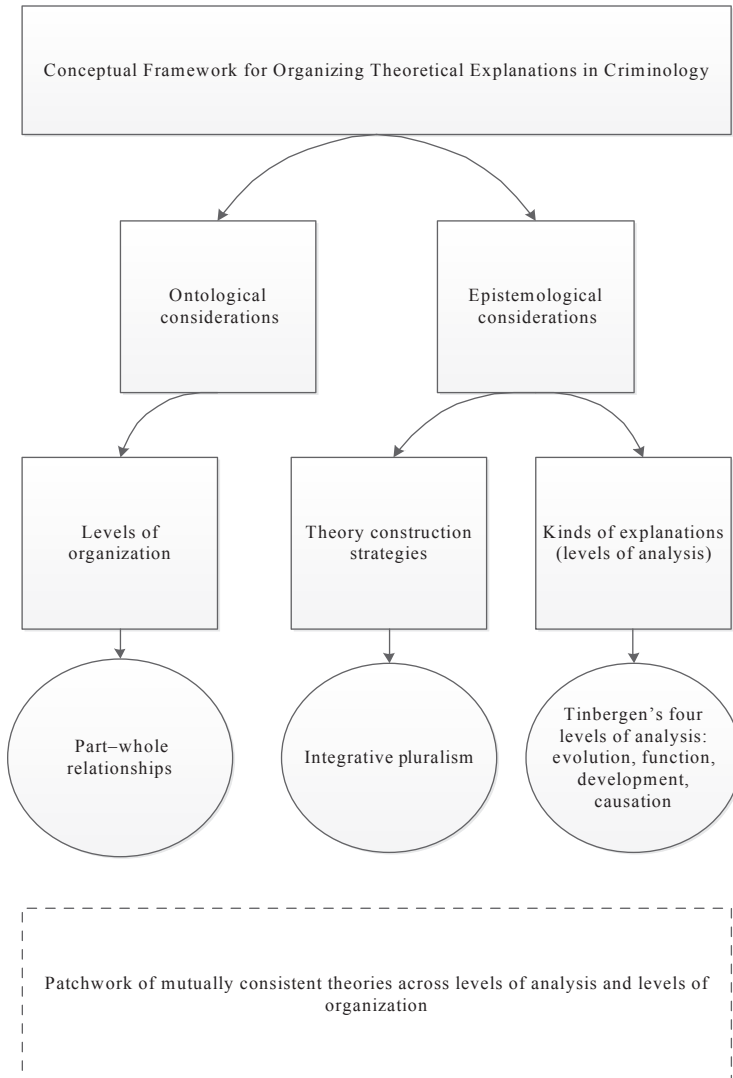 Conceptual Framework for Organizing Theoretical Explanations in Criminology
Ontological
considerations
Epistemological
considerations
Levels of
organization
Theory construction
strategies
Kinds of explanations
(levels of analysis)
Part–whole
relationships
Integrative pluralism
Tinbergen’s four
levels of analysis:
evolution, function,
development,
causation
Patchwork of mutually consistent theories across levels of analysis and levels of
organization